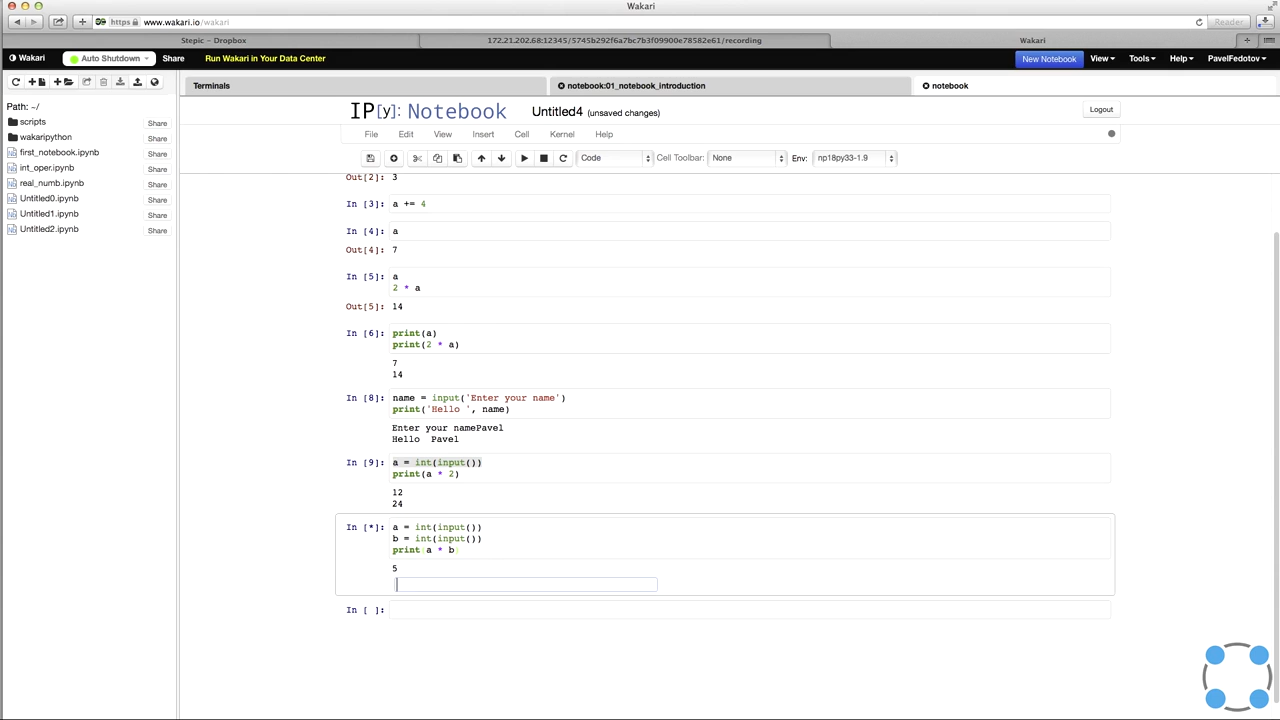 Wakari
https www.wakari.io/wakari
Reader
Stepic - Dropbox
172.21.202.68:12345/5745b292f6a7bc7b3f09900e78582e61/recording
Wakari
Wakari
Auto Shutdown
Share
Run Wakari in Your Data Center
New Notebook
View
Tools
Help
PavelFedotov
Terminals
notebook:01_notebook_introduction
notebook
Path: ~/
scripts Share
wakaripython Share
first_notebook.ipynb Share
int_oper.ipynb Share
real_numb.ipynb Share
Untitled0.ipynb Share
Untitled1.ipynb Share
Untitled2.ipynb Share
IP[y]: Notebook
Untitled4 (unsaved changes)
Logout
File Edit View Insert Cell Kernel Help
Code Cell Toolbar: None Env: np18py33-1.9
Out[2]: 3
In [3]: a += 4
In [4]: a
Out[4]: 7
In [5]: a
2 * a
Out[5]: 14
In [6]: print(a)
print(2 * a)
7
14
In [8]: name = input('Enter your name')
print('Hello ', name)
Enter your namePavel
Hello  Pavel
In [9]: a = int(input())
print(a * 2)
12
24
In [*]: a = int(input())
b = int(input())
print(a * b)
5
In [ ]: